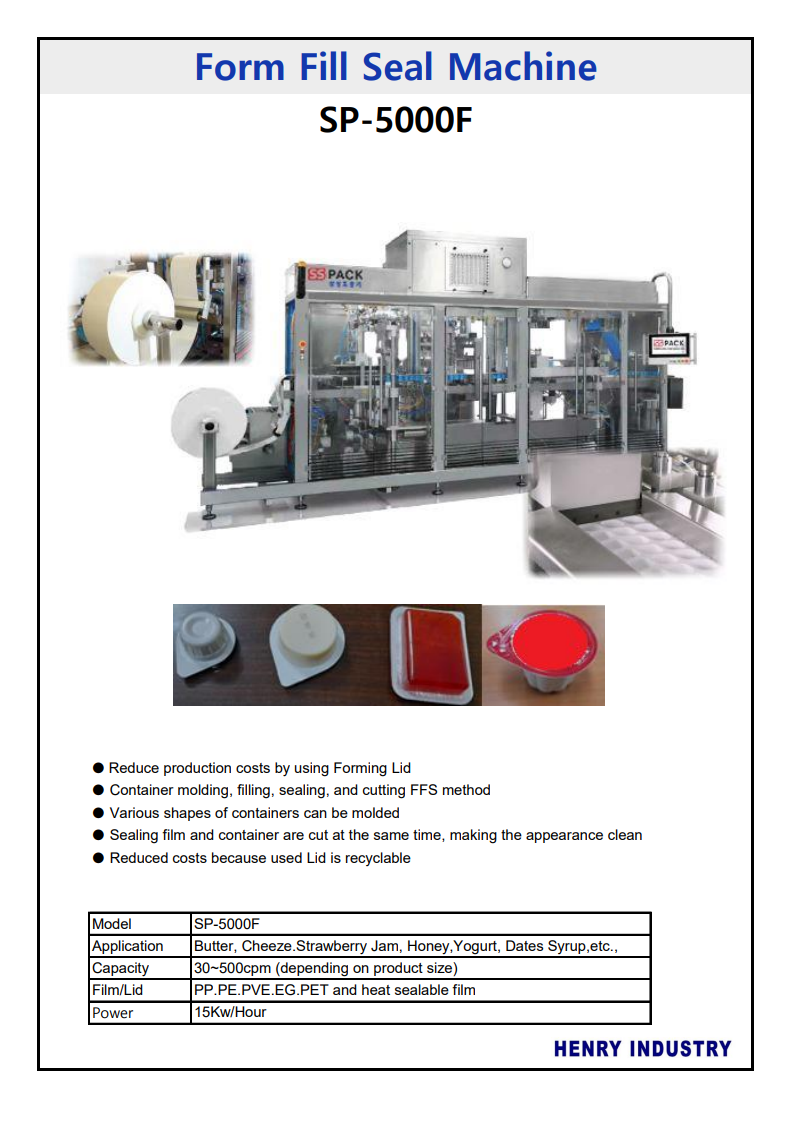 Form Fill Seal Machine
SP-5000F
SS PACK
SS PACK
● Reduce production costs by using Forming Lid
● Container molding, filling, sealing, and cutting FFS method
● Various shapes of containers can be molded
● Sealing film and container are cut at the same time, making the appearance clean
● Reduced costs because used Lid is recyclable
Model SP-5000F
Application Butter, Cheeze.Strawberry Jam, Honey,Yogurt, Dates Syrup,etc.,
Capacity 30~500cpm (depending on product size)
Film/Lid PP.PE.PVE.EG.PET and heat sealable film
Power 15Kw/Hour
HENRY INDUSTRY